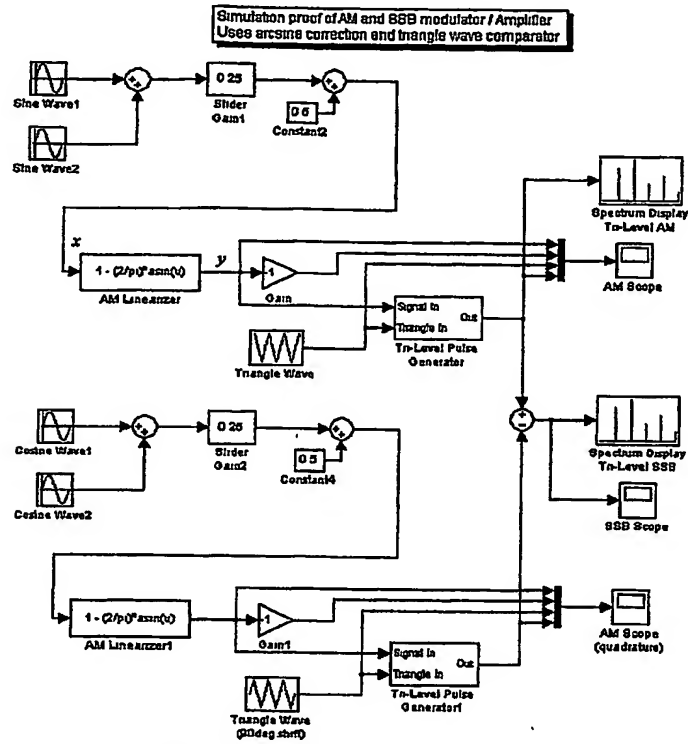 Simulation proof of AM and SSB modulator / Amplifier
Uses arcsine correction and triangle wave comparator
Sine Wave1
Sine Wave2
0 25
Slider
Gain1
0 5
Constant2
x
1 - (2/pi)*asin(u)
AM Linearizer
y
-1
Gain
Triangle Wave
Signal In
Triangle In
Out
Tri-Level Pulse
Generator
Spectrum Display
Tri-Level AM
AM Scope
Cosine Wave1
Cosine Wave2
0 25
Slider
Gain2
0 5
Constant4
Spectrum Display
Tri-Level SSB
SSB Scope
1 - (2/pi)*asin(u)
AM Linearizer1
-1
Gain1
Triangle Wave
(90deg shift)
Signal In
Triangle In
Out
Tri-Level Pulse
Generator1
AM Scope
(quadrature)